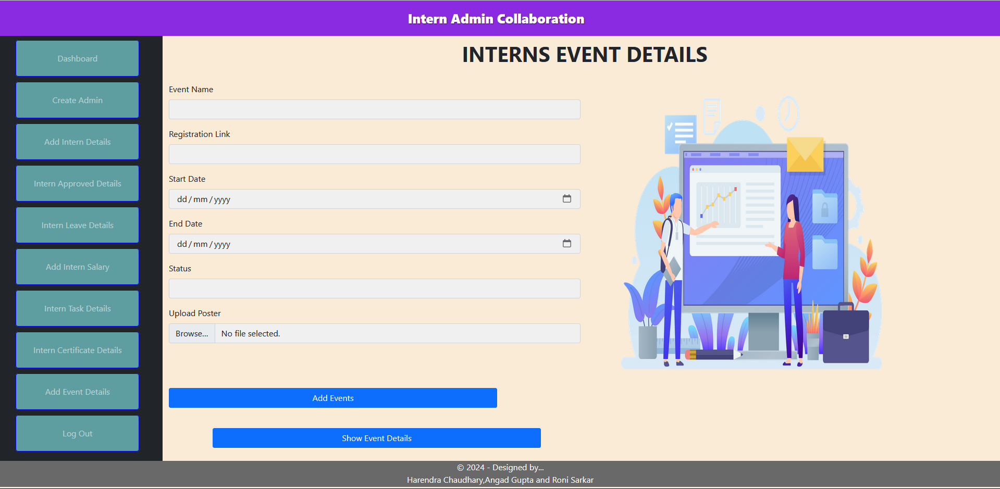 Intern Admin Collaboration
Dashboard
Create Admin
Add Intern Details
Intern Approved Details
Intern Leave Details
Add Intern Salary
Intern Task Details
Intern Certificate Details
Add Event Details
Log Out
INTERNS EVENT DETAILS
Event Name
Registration Link
Start Date
dd / mm / yyyy
End Date
dd / mm / yyyy
Status
Upload Poster
Browse... No file selected.
Add Events
Show Event Details
© 2024 - Designed by...
Harendra Chaudhary,Angad Gupta and Roni Sarkar